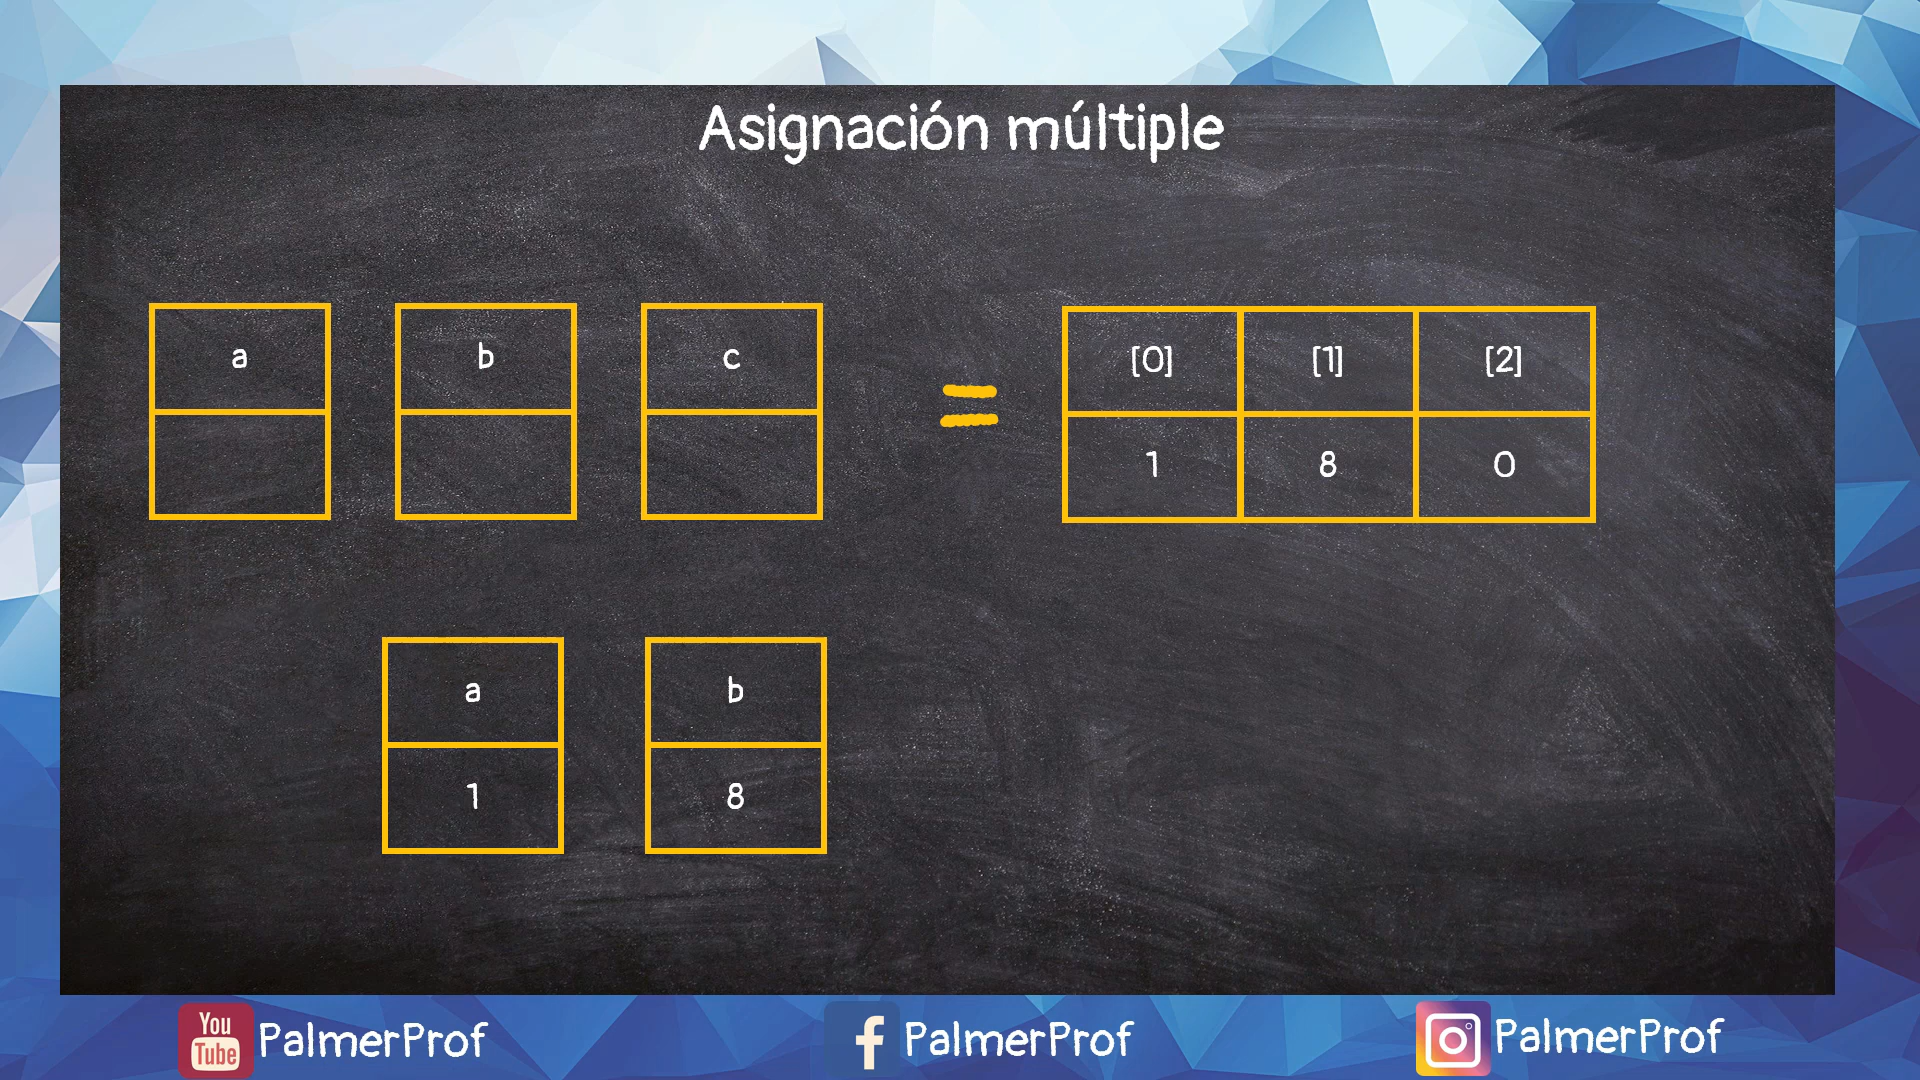 Asignación múltiple
a b c = [0] [1] [2]
1 8 0
a b
1 8
You Tube PalmerProf
f PalmerProf
PalmerProf